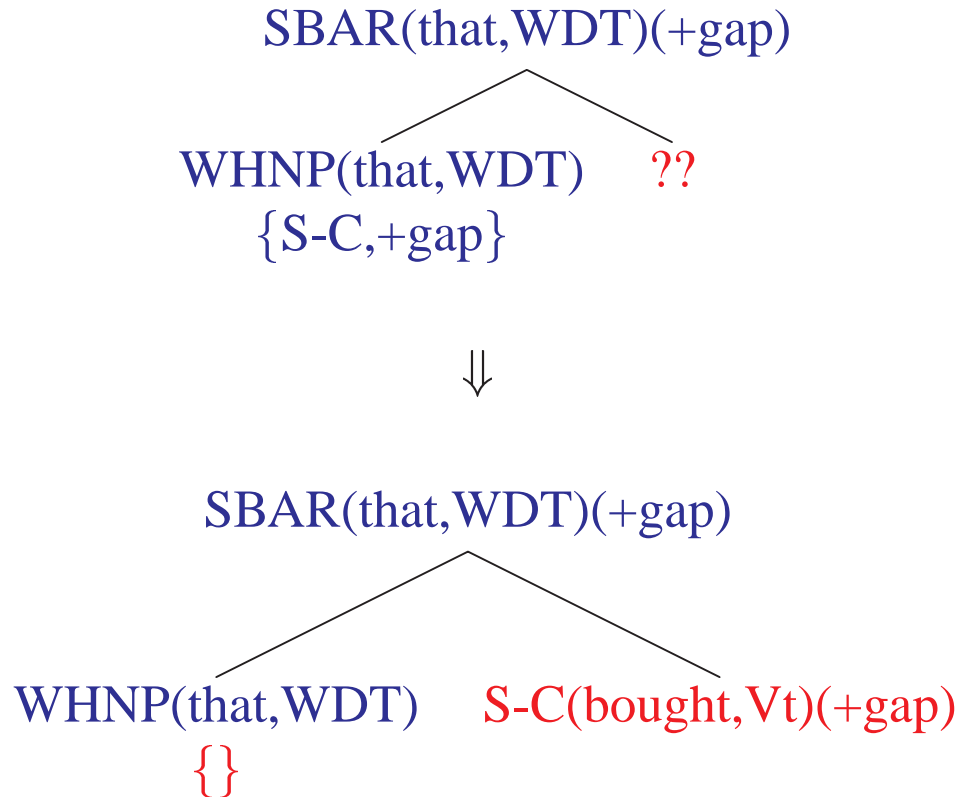 SBAR(that,WDT)(+gap)
WHNP(that,WDT) ??
{S-C,+gap}
⇓
SBAR(that,WDT)(+gap)
WHNP(that,WDT) S-C(bought,Vt)(+gap)
{}